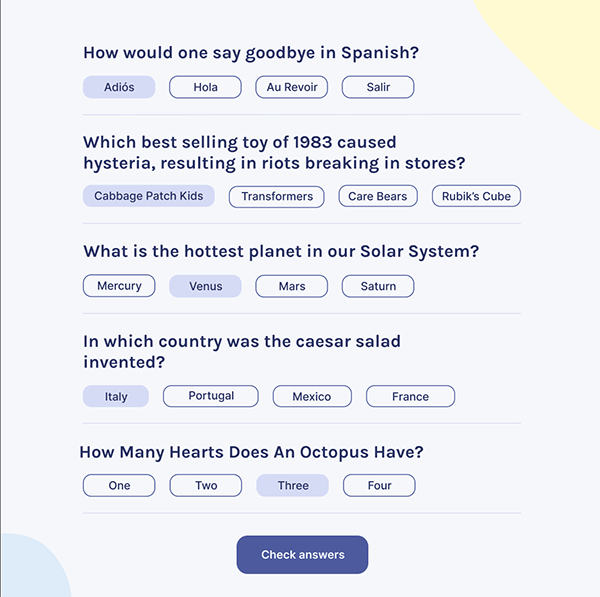 How would one say goodbye in Spanish?
Adiós Hola Au Revoir Salir
Which best selling toy of 1983 caused
hysteria, resulting in riots breaking in stores?
Cabbage Patch Kids Transformers Care Bears Rubik's Cube
What is the hottest planet in our Solar System?
Mercury Venus Mars Saturn
In which country was the caesar salad
invented?
Italy Portugal Mexico France
How Many Hearts Does An Octopus Have?
One Two Three Four
Check answers